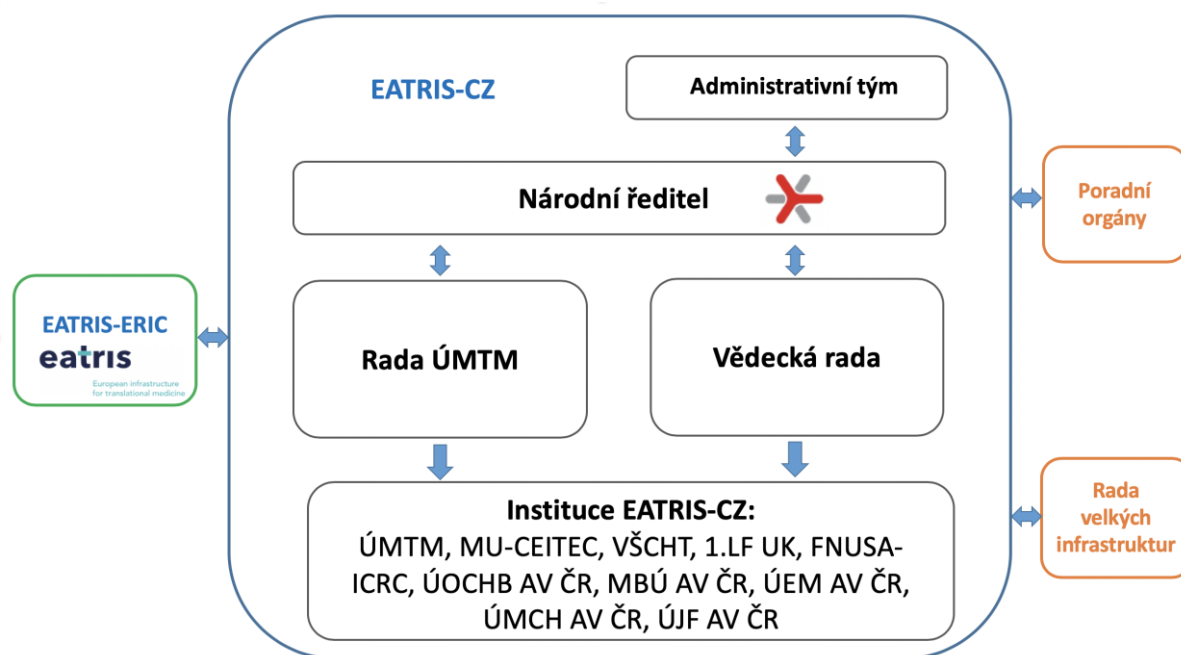 EATRIS-CZ
Administrativní tým
Národní ředitel
Poradní
orgány
EATRIS-ERIC
eatris
European infrastructure
for translational medicine
Rada ÚMTM
Vědecká rada
Instituce EATRIS-CZ:
ÚMTM, MU-CEITEC, VŠCHT, 1.LF UK, FNUSA-
ICRC, ÚOCHB AV ČR, MBÚ AV ČR, ÚEM AV ČR,
ÚMCH AV ČR, ÚJF AV ČR
Rada
velkých
infrastruktur